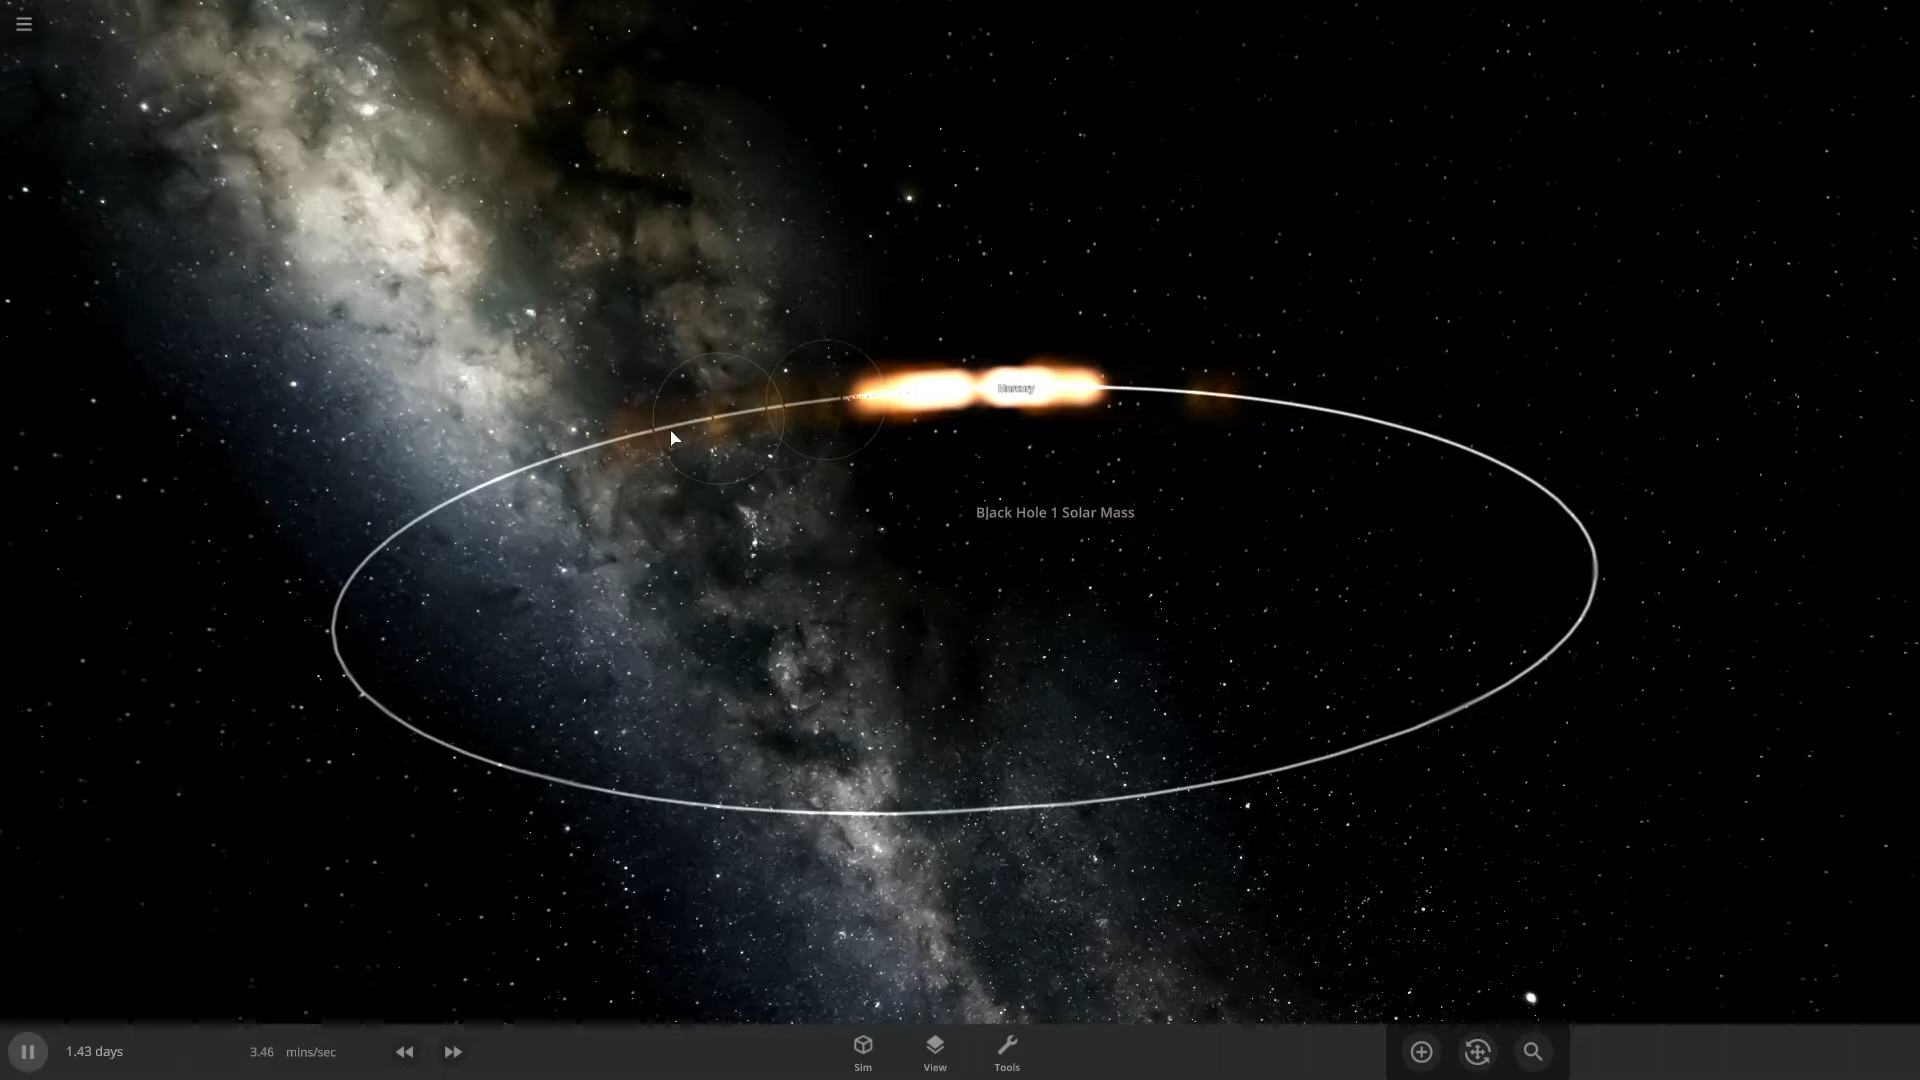 Mercury
Black Hole 1 Solar Mass
1.43 days
3.46 mins/sec
Sim
View
Tools